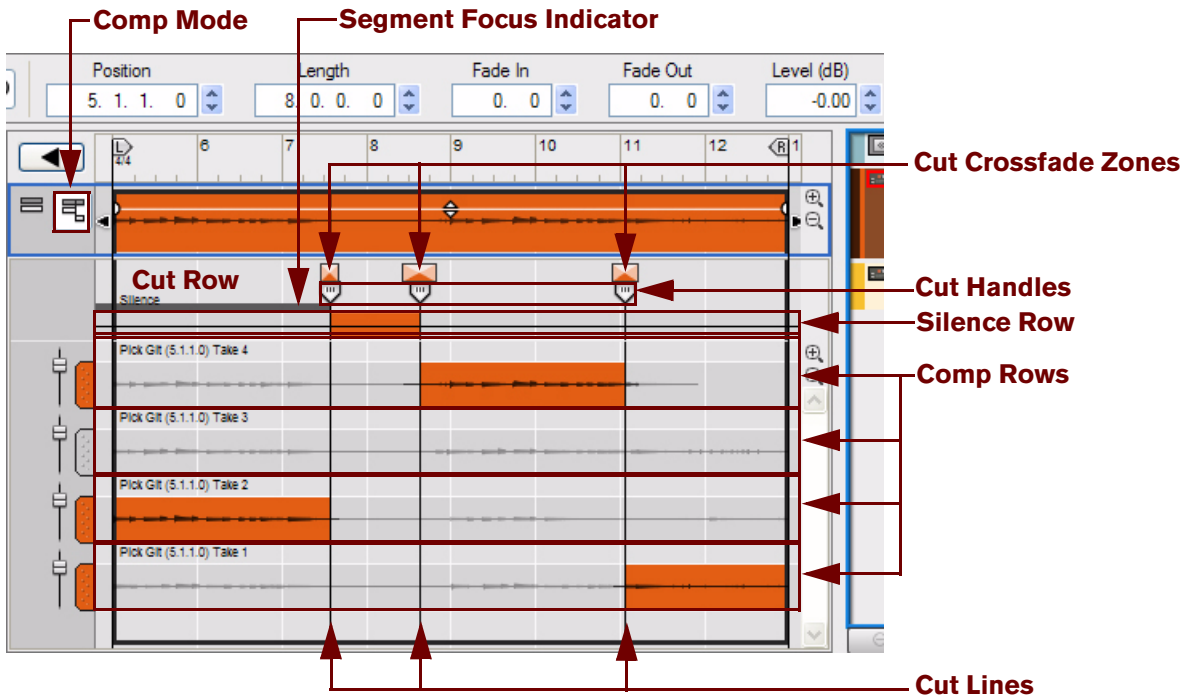 Comp Mode
Segment Focus Indicator
Position Length Fade In Fade Out Level (dB)
5. 1. 1. 0 8. 0. 0. 0 0. 0 0. 0 -0.00
L 6 7 8 9 10 11 12 R 1
4/4
Cut Crossfade Zones
Cut Row
Cut Handles
Silence
Silence Row
Pick Git (5.1.1.0) Take 4
Comp Rows
Pick Git (5.1.1.0) Take 3
Pick Git (5.1.1.0) Take 2
Pick Git (5.1.1.0) Take 1
Cut Lines